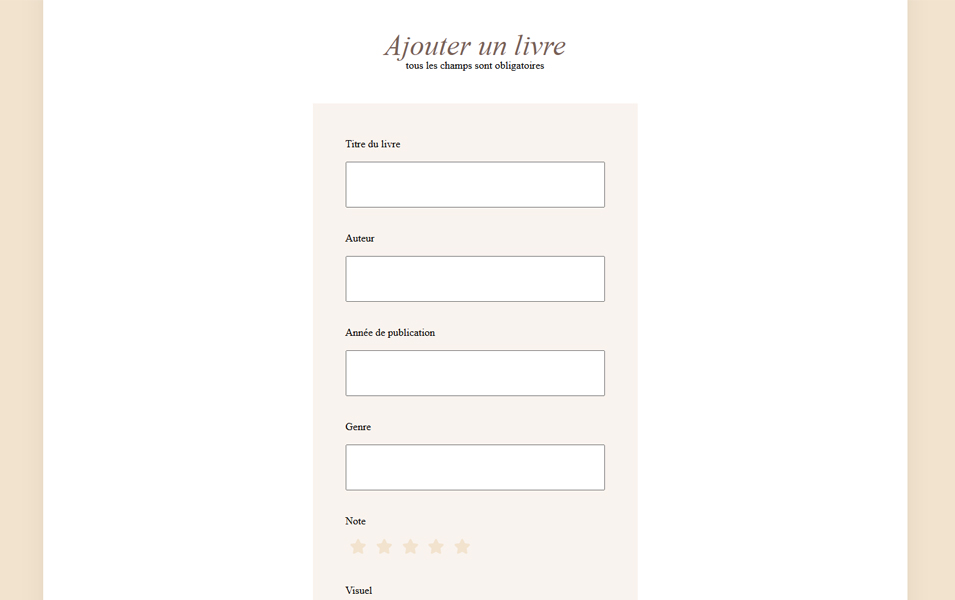 Ajouter un livre
tous les champs sont obligatoires
Titre du livre
Auteur
Année de publication
Genre
Note
Visuel